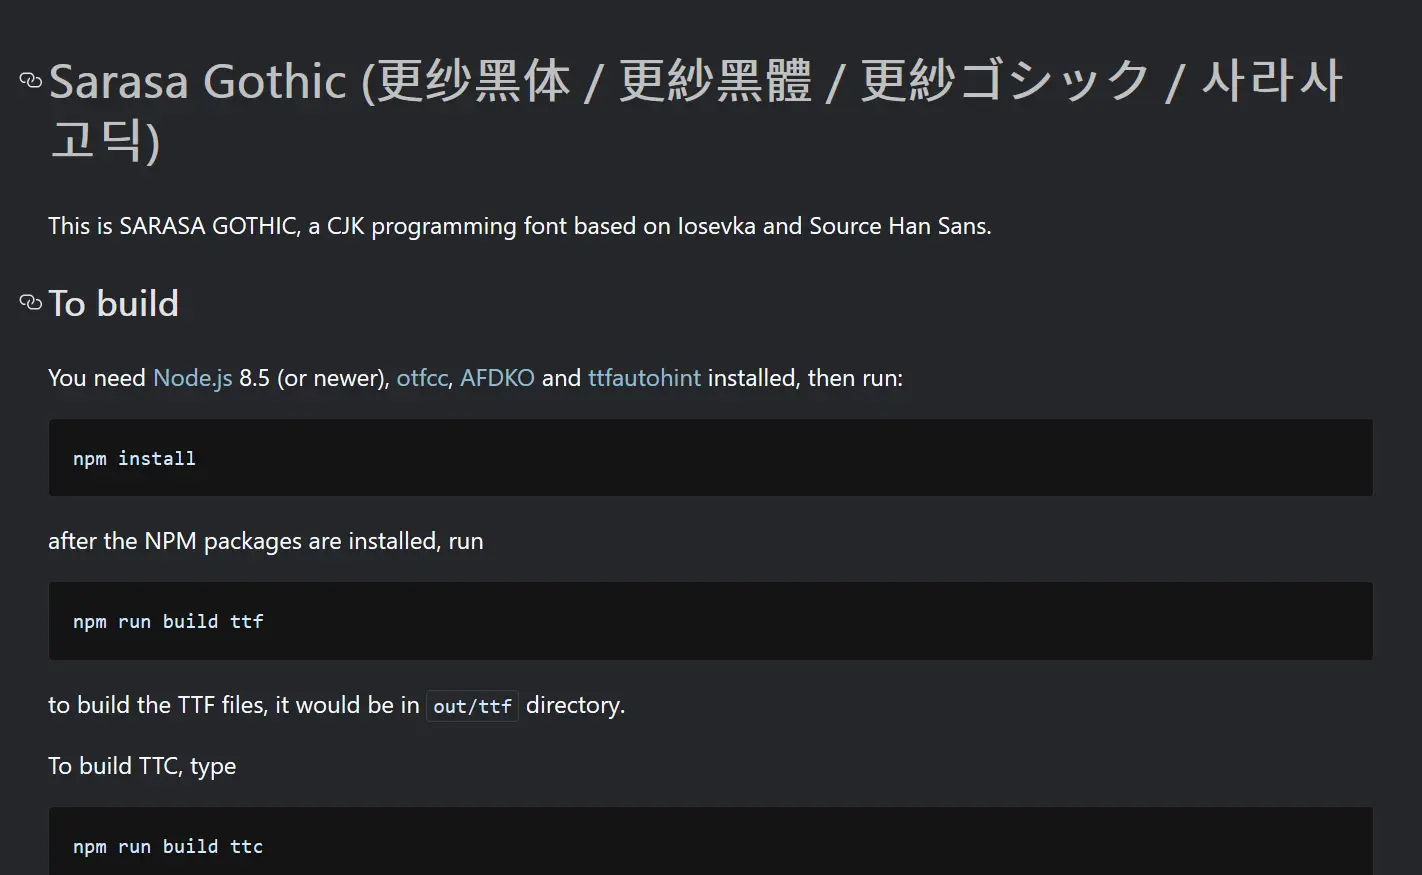 Sarasa Gothic (更纱黑体 / 更紗黑體 / 更紗ゴシック / 사라사
고딕)
This is SARASA GOTHIC, a CJK programming font based on Iosevka and Source Han Sans.
To build
You need Node.js 8.5 (or newer), otfcc, AFDKO and ttfautohint installed, then run:
npm install
after the NPM packages are installed, run
npm run build ttf
to build the TTF files, it would be in out/ttf directory.
To build TTC, type
npm run build ttc